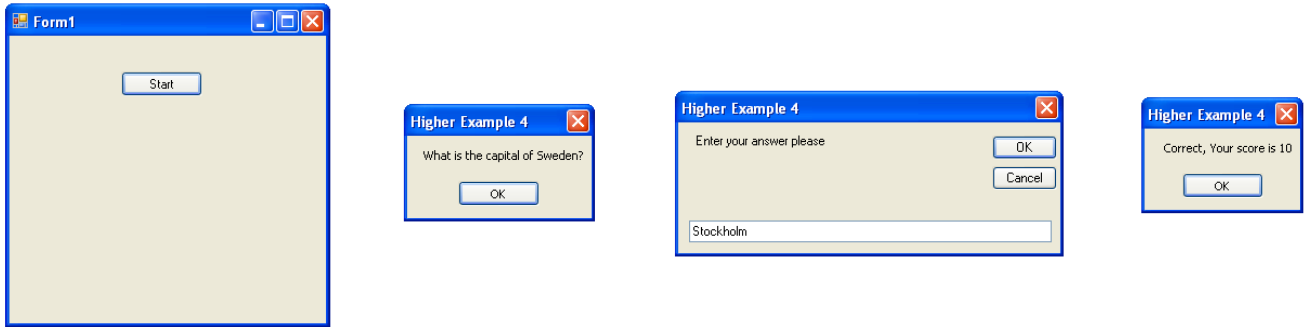 Form1
Start
Higher Example 4
What is the capital of Sweden?
OK
Higher Example 4
Enter your answer please
OK
Cancel
Stockholm
Higher Example 4
Correct, Your score is 10
OK